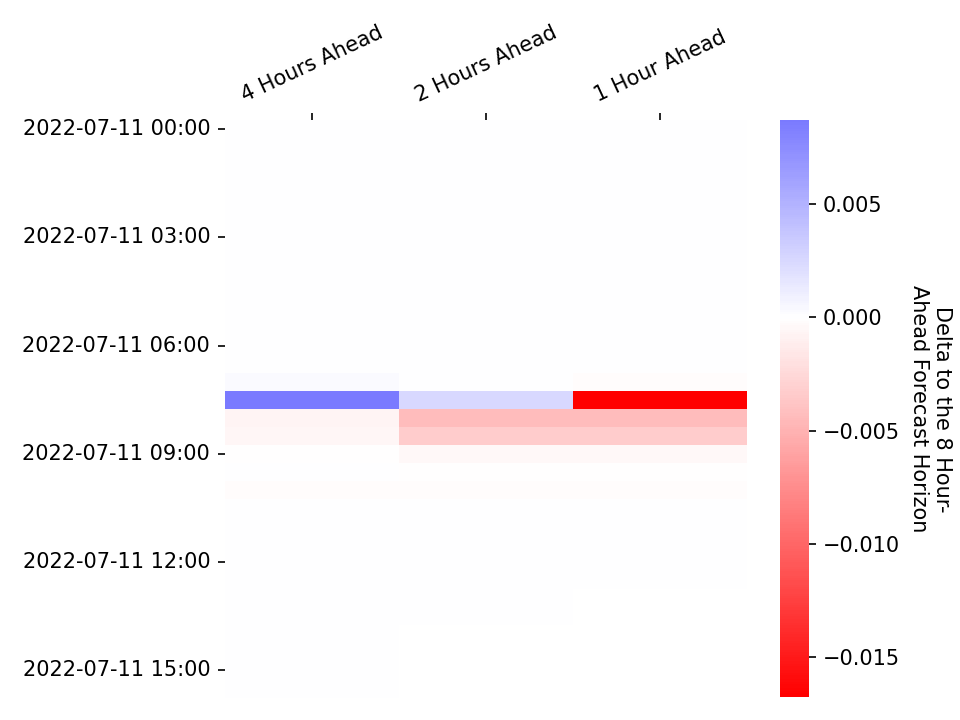 4 Hours Ahead
2 Hours Ahead
1 Hour Ahead
2022-07-11 00:00
2022-07-11 03:00
2022-07-11 06:00
2022-07-11 09:00
2022-07-11 12:00
2022-07-11 15:00
0.005
0.000
−0.005
−0.010
−0.015
Delta to the 8 Hour-
Ahead Forecast Horizon